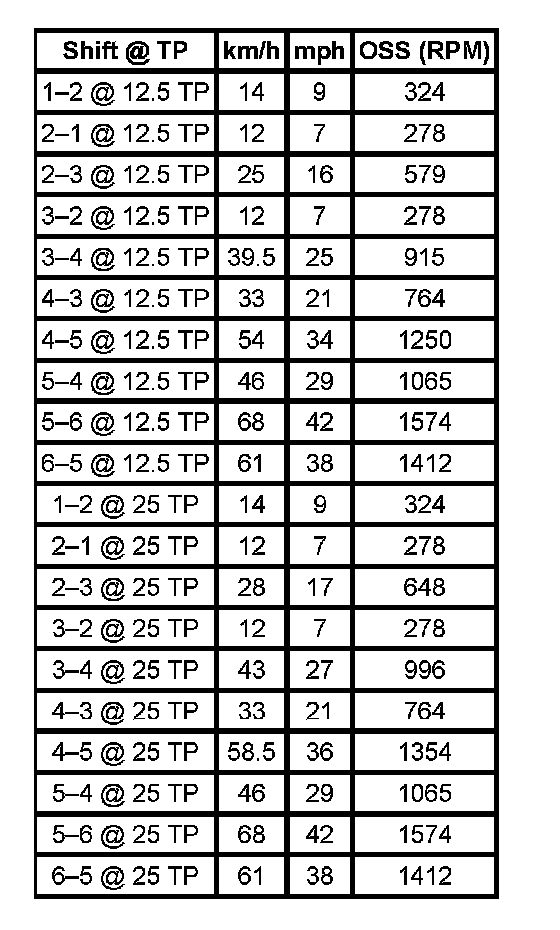 Shift @ TP km/h mph OSS (RPM)
1–2 @ 12.5 TP 14 9 324
2–1 @ 12.5 TP 12 7 278
2–3 @ 12.5 TP 25 16 579
3–2 @ 12.5 TP 12 7 278
3–4 @ 12.5 TP 39.5 25 915
4–3 @ 12.5 TP 33 21 764
4–5 @ 12.5 TP 54 34 1250
5–4 @ 12.5 TP 46 29 1065
5–6 @ 12.5 TP 68 42 1574
6–5 @ 12.5 TP 61 38 1412
1–2 @ 25 TP 14 9 324
2–1 @ 25 TP 12 7 278
2–3 @ 25 TP 28 17 648
3–2 @ 25 TP 12 7 278
3–4 @ 25 TP 43 27 996
4–3 @ 25 TP 33 21 764
4–5 @ 25 TP 58.5 36 1354
5–4 @ 25 TP 46 29 1065
5–6 @ 25 TP 68 42 1574
6–5 @ 25 TP 61 38 1412